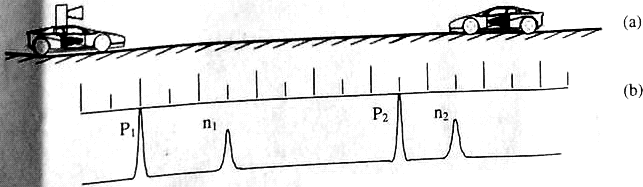 (a)
(b)
P₁ n₁ P₂ n₂